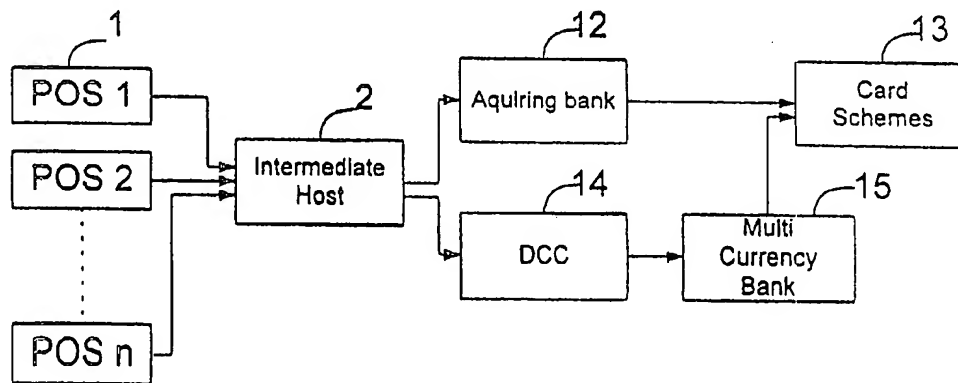 1
POS 1
POS 2
POS n
2
Intermediate
Host
12
Aquiring bank
14
DCC
13
Card
Schemes
15
Multi
Currency
Bank